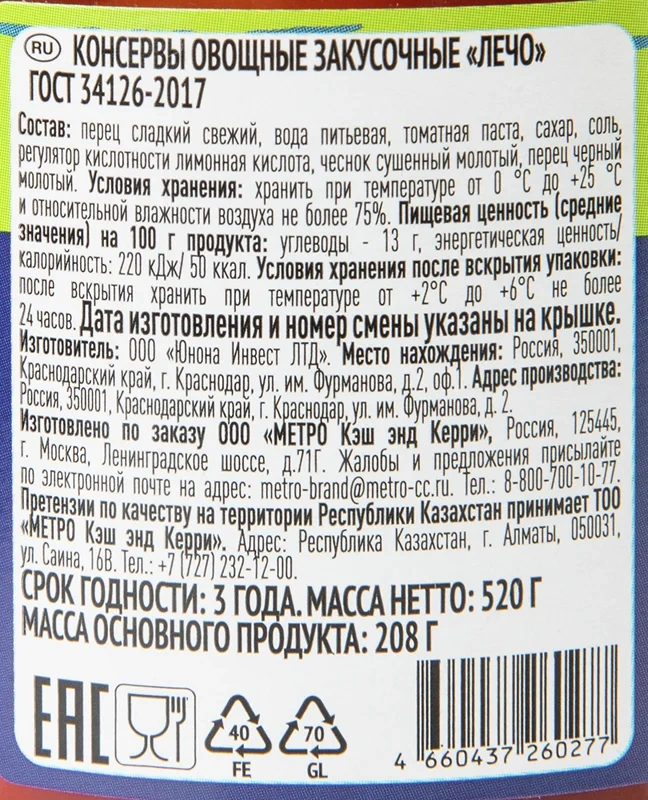 RU КОНСЕРВЫ ОВОЩНЫЕ ЗАКУСОЧНЫЕ «ЛЕЧО»
ГОСТ 34126-2017
Состав: перец сладкий свежий, вода питьевая, томатная паста, сахар, соль,
регулятор кислотности лимонная кислота, чеснок сушенный молотый, перец черный
молотый. Условия хранения: хранить при температуре от 0 °С до +25 °С
и относительной влажности воздуха не более 75%. Пищевая ценность (средние
значения) на 100 г продукта: углеводы - 13 г, энергетическая ценность/
калорийность: 220 кДж/ 50 ккал. Условия хранения после вскрытия упаковки:
после вскрытия хранить при температуре от +2°С до +6°С не более
24 часов. Дата изготовления и номер смены указаны на крышке.
Изготовитель: ООО «Юнона Инвест ЛТД». Место нахождения: Россия, 350001,
Краснодарский край, г. Краснодар, ул. им. Фурманова, д.2, оф.1. Адрес производства:
Россия, 350001, Краснодарский край, г. Краснодар, ул. им. Фурманова, д. 2.
Изготовлено по заказу ООО «МЕТРО Кэш энд Керри», Россия, 125445,
г. Москва, Ленинградское шоссе, д.71Г. Жалобы и предложения присылайте
по электронной почте на адрес: metro-brand@metro-cc.ru. Тел.: 8-800-700-10-77.
Претензии по качеству на территории Республики Казахстан принимает ТОО
«МЕТРО Кэш энд Керри». Адрес: Республика Казахстан, г. Алматы, 050031,
ул. Саина, 16В. Тел.: +7 (727) 232-12-00.
СРОК ГОДНОСТИ: 3 ГОДА. МАССА НЕТТО: 520 Г
МАССА ОСНОВНОГО ПРОДУКТА: 208 Г
EAC
40
FE
70
GL
4 660437 260277